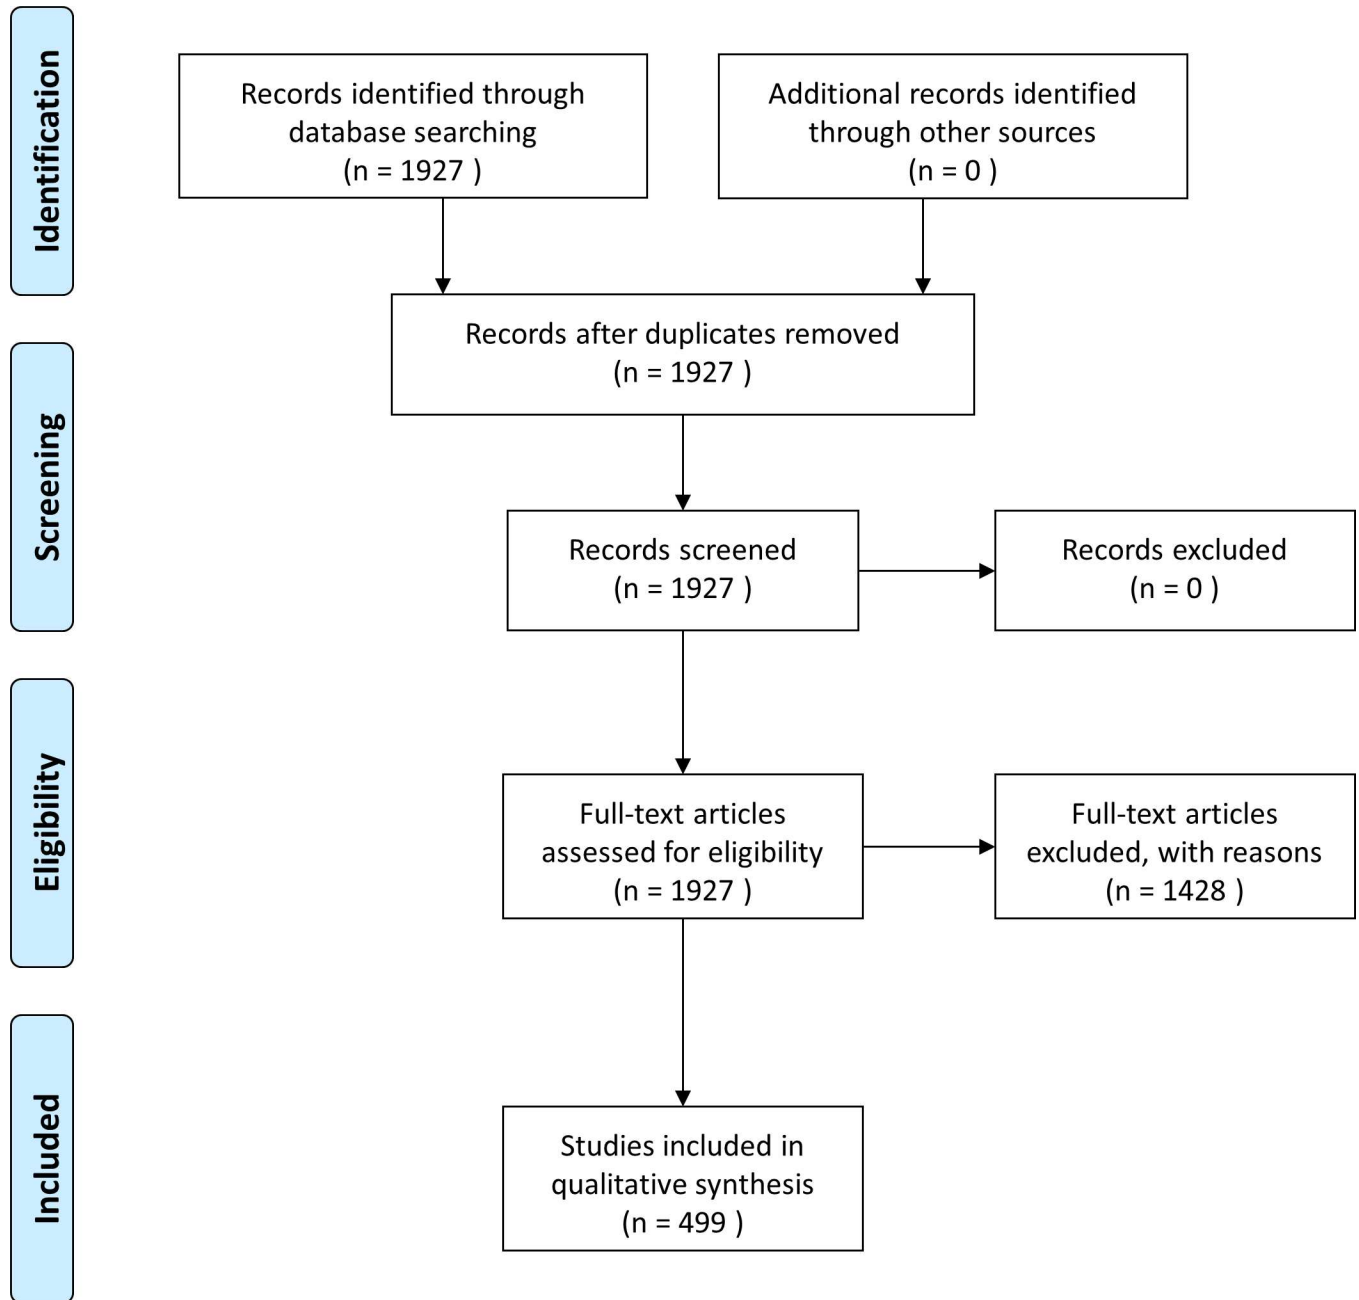 Identification
Records identified through
database searching
(n = 1927 )
Additional records identified
through other sources
(n = 0 )
Records after duplicates removed
(n = 1927 )
Screening
Records screened
(n = 1927 )
Records excluded
(n = 0 )
Eligibility
Full-text articles
assessed for eligibility
(n = 1927 )
Full-text articles
excluded, with reasons
(n = 1428 )
Included
Studies included in
qualitative synthesis
(n = 499 )